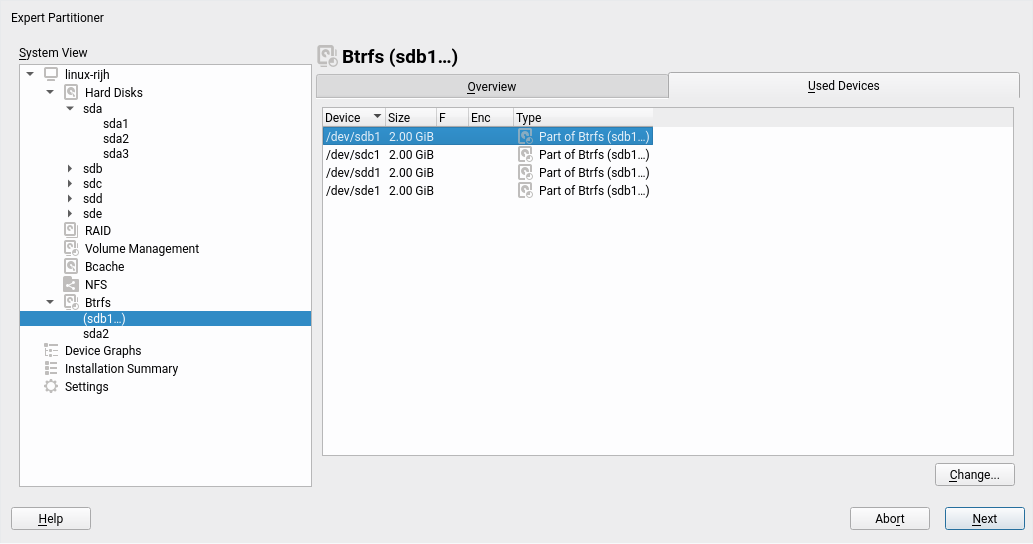 Expert Partitioner
System View
linux-rijh
Hard Disks
sda
sda1
sda2
sda3
sdb
sdc
sdd
sde
RAID
Volume Management
Bcache
NFS
Btrfs
(sdb1...)
sda2
Device Graphs
Installation Summary
Settings
Btrfs (sdb1...)
Overview Used Devices
Device Size F Enc Type
/dev/sdb1 2.00 GiB Part of Btrfs (sdb1...)
/dev/sdc1 2.00 GiB Part of Btrfs (sdb1...)
/dev/sdd1 2.00 GiB Part of Btrfs (sdb1...)
/dev/sde1 2.00 GiB Part of Btrfs (sdb1...)
Change...
Help Abort Next